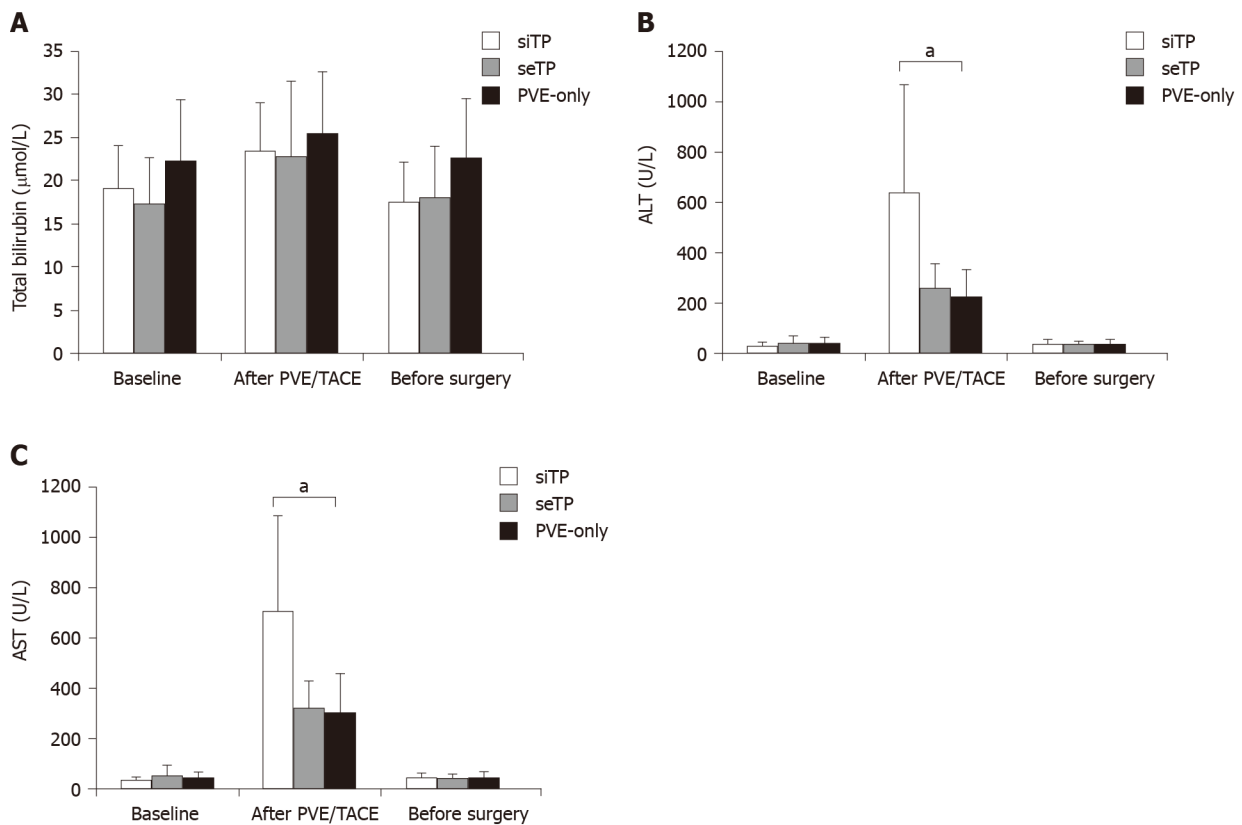 A
siTP
seTP
PVE-only
Total bilirubin (μmol/L)
35
30
25
20
15
10
5
0
Baseline
After PVE/TACE
Before surgery
B
siTP
seTP
PVE-only
a
ALT (U/L)
1200
1000
800
600
400
200
0
Baseline
After PVE/TACE
Before surgery
C
siTP
seTP
PVE-only
a
AST (U/L)
1200
1000
800
600
400
200
0
Baseline
After PVE/TACE
Before surgery